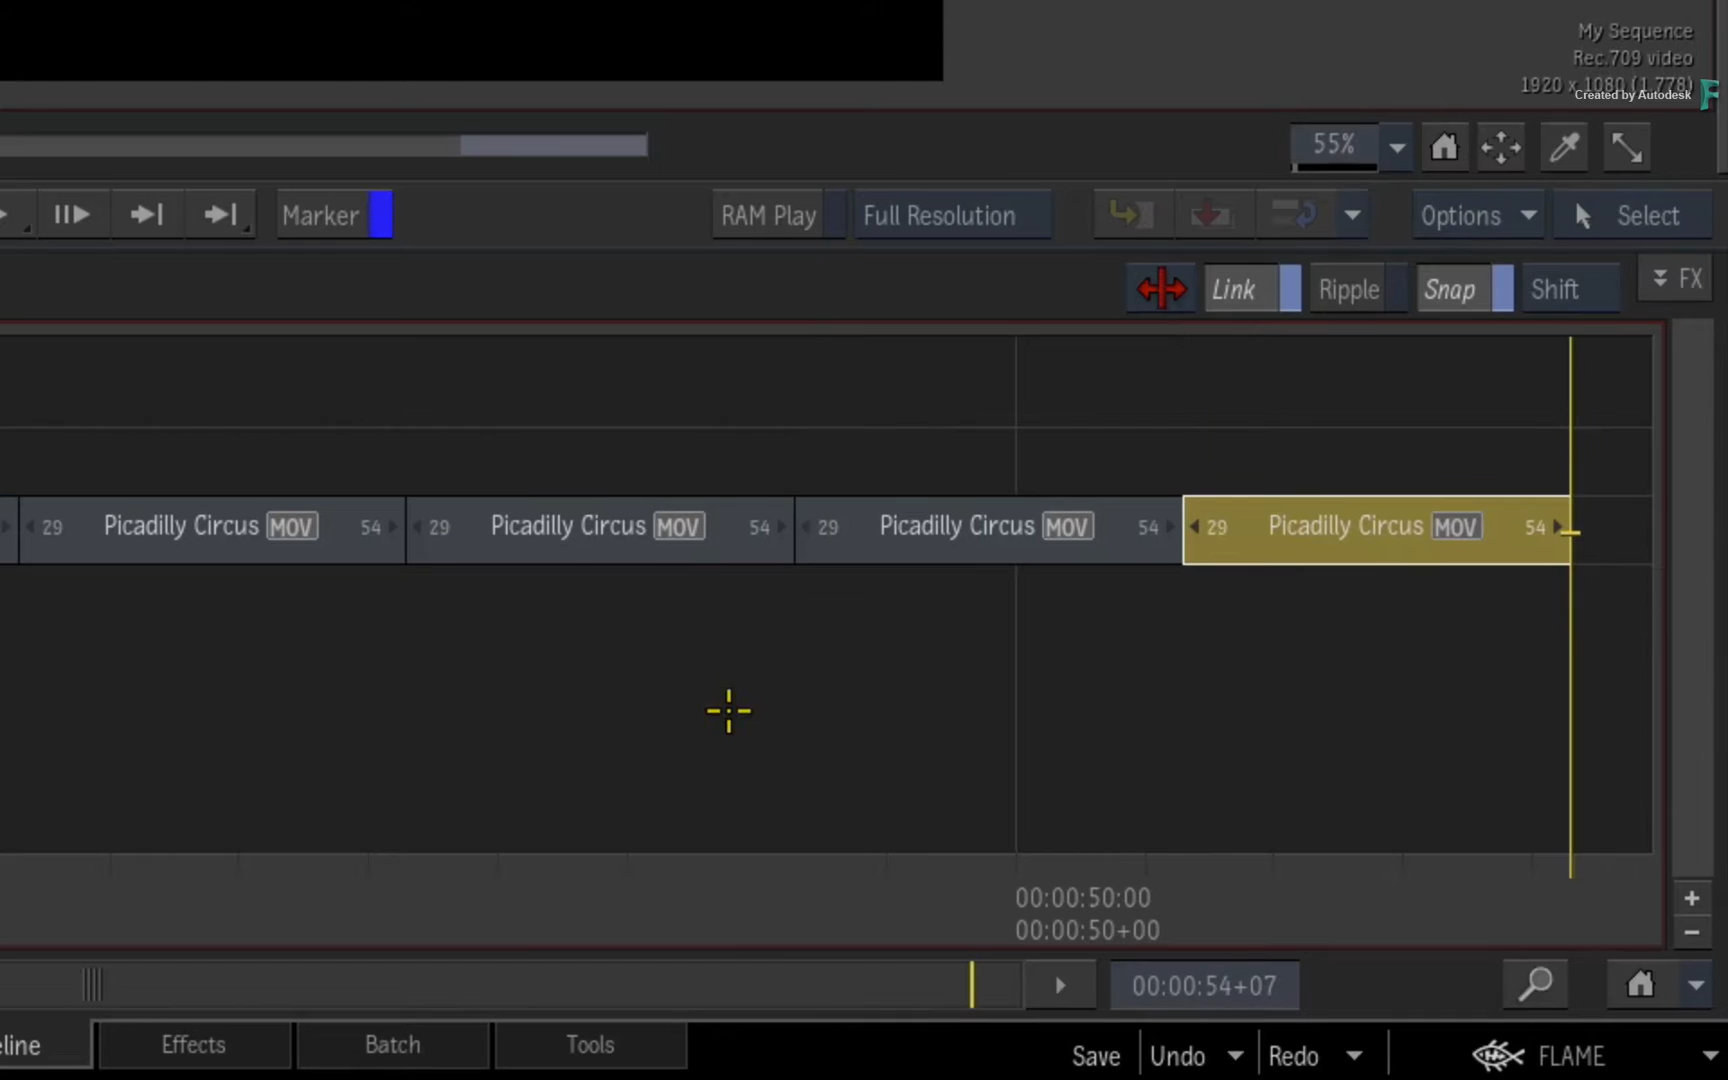 My Sequence
Rec.709 video
1920 x 1080 (1.778)
Created by Autodesk
55%
Marker
RAM Play
Full Resolution
Options
Select
Link
Ripple
Snap
Shift
FX
29 Picadilly Circus MOV 54
29 Picadilly Circus MOV 54
29 Picadilly Circus MOV 54
29 Picadilly Circus MOV 54
00:00:50:00
00:00:50+00
00:00:54+07
eline
Effects
Batch
Tools
Save
Undo
Redo
FLAME